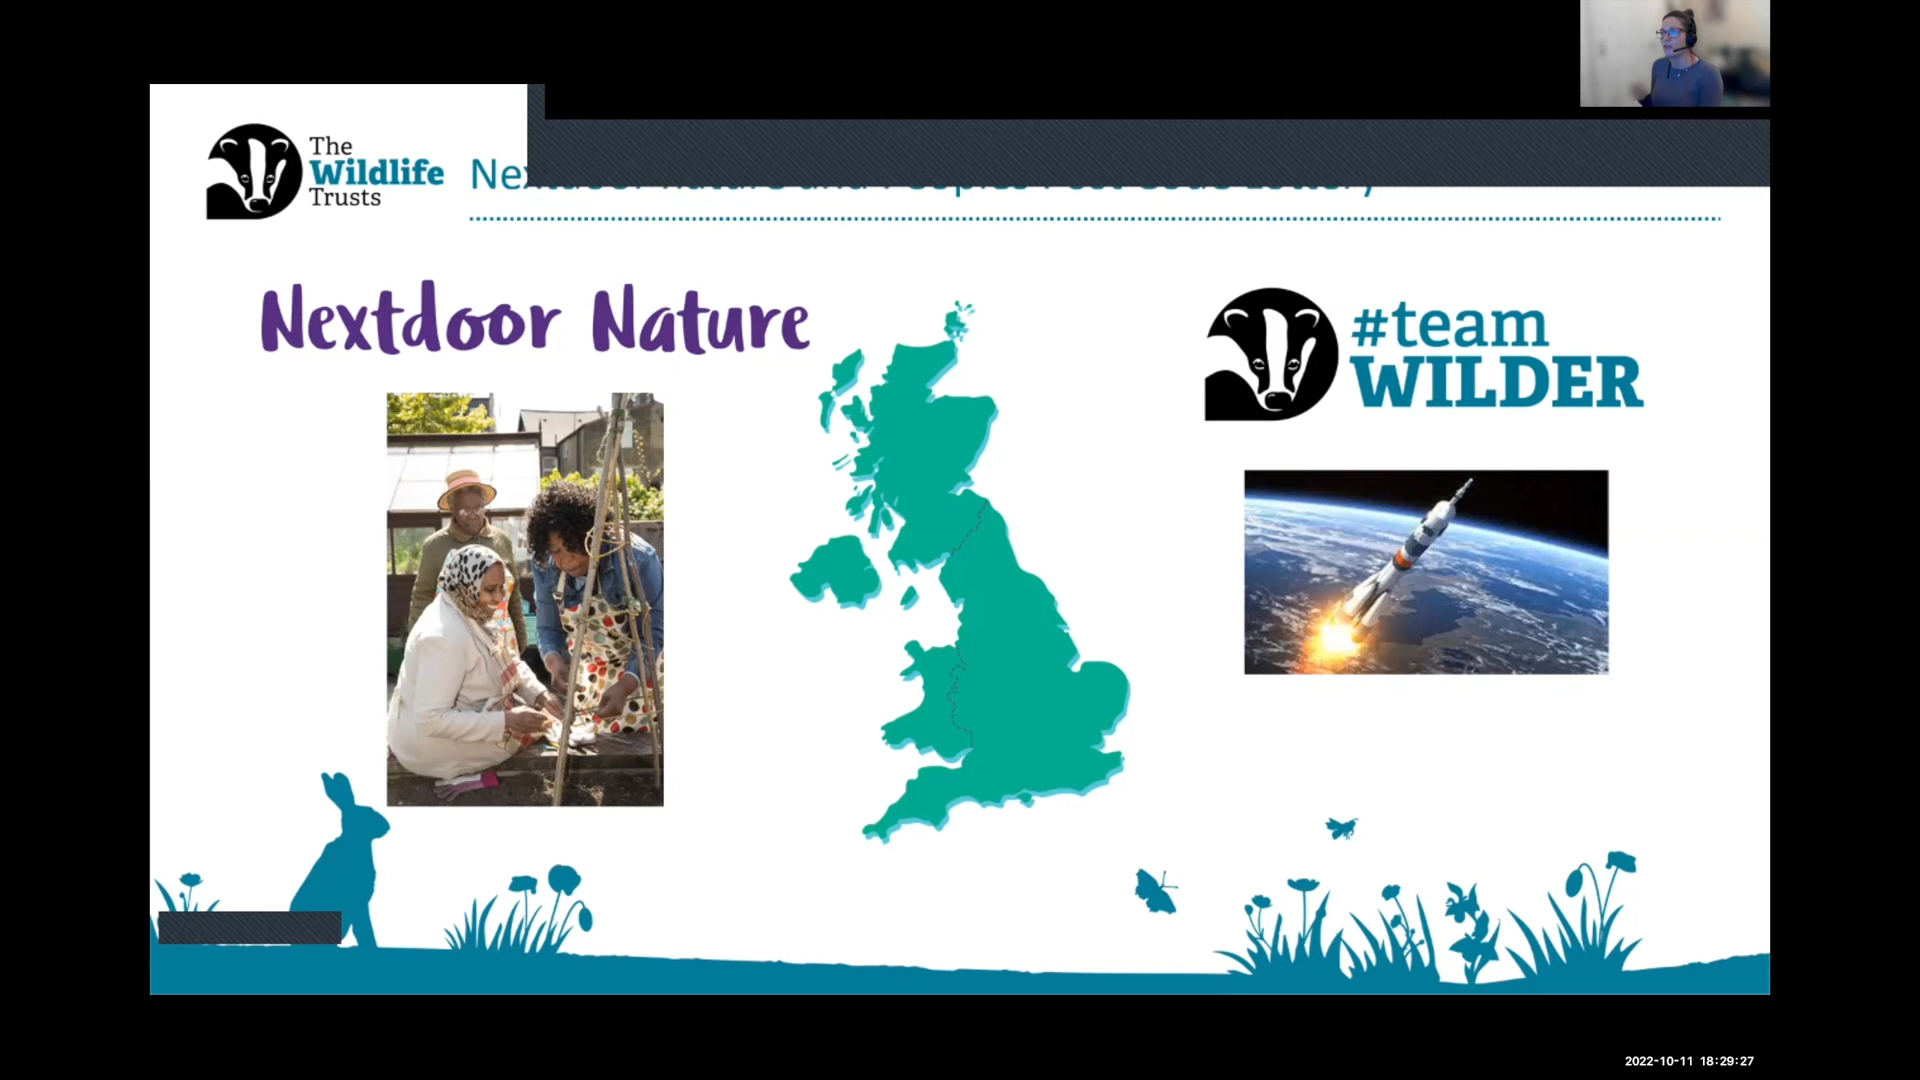 The
Wildlife
Trusts
Nextdoor Nature
#team
WILDER
2022-10-11 18:29:27